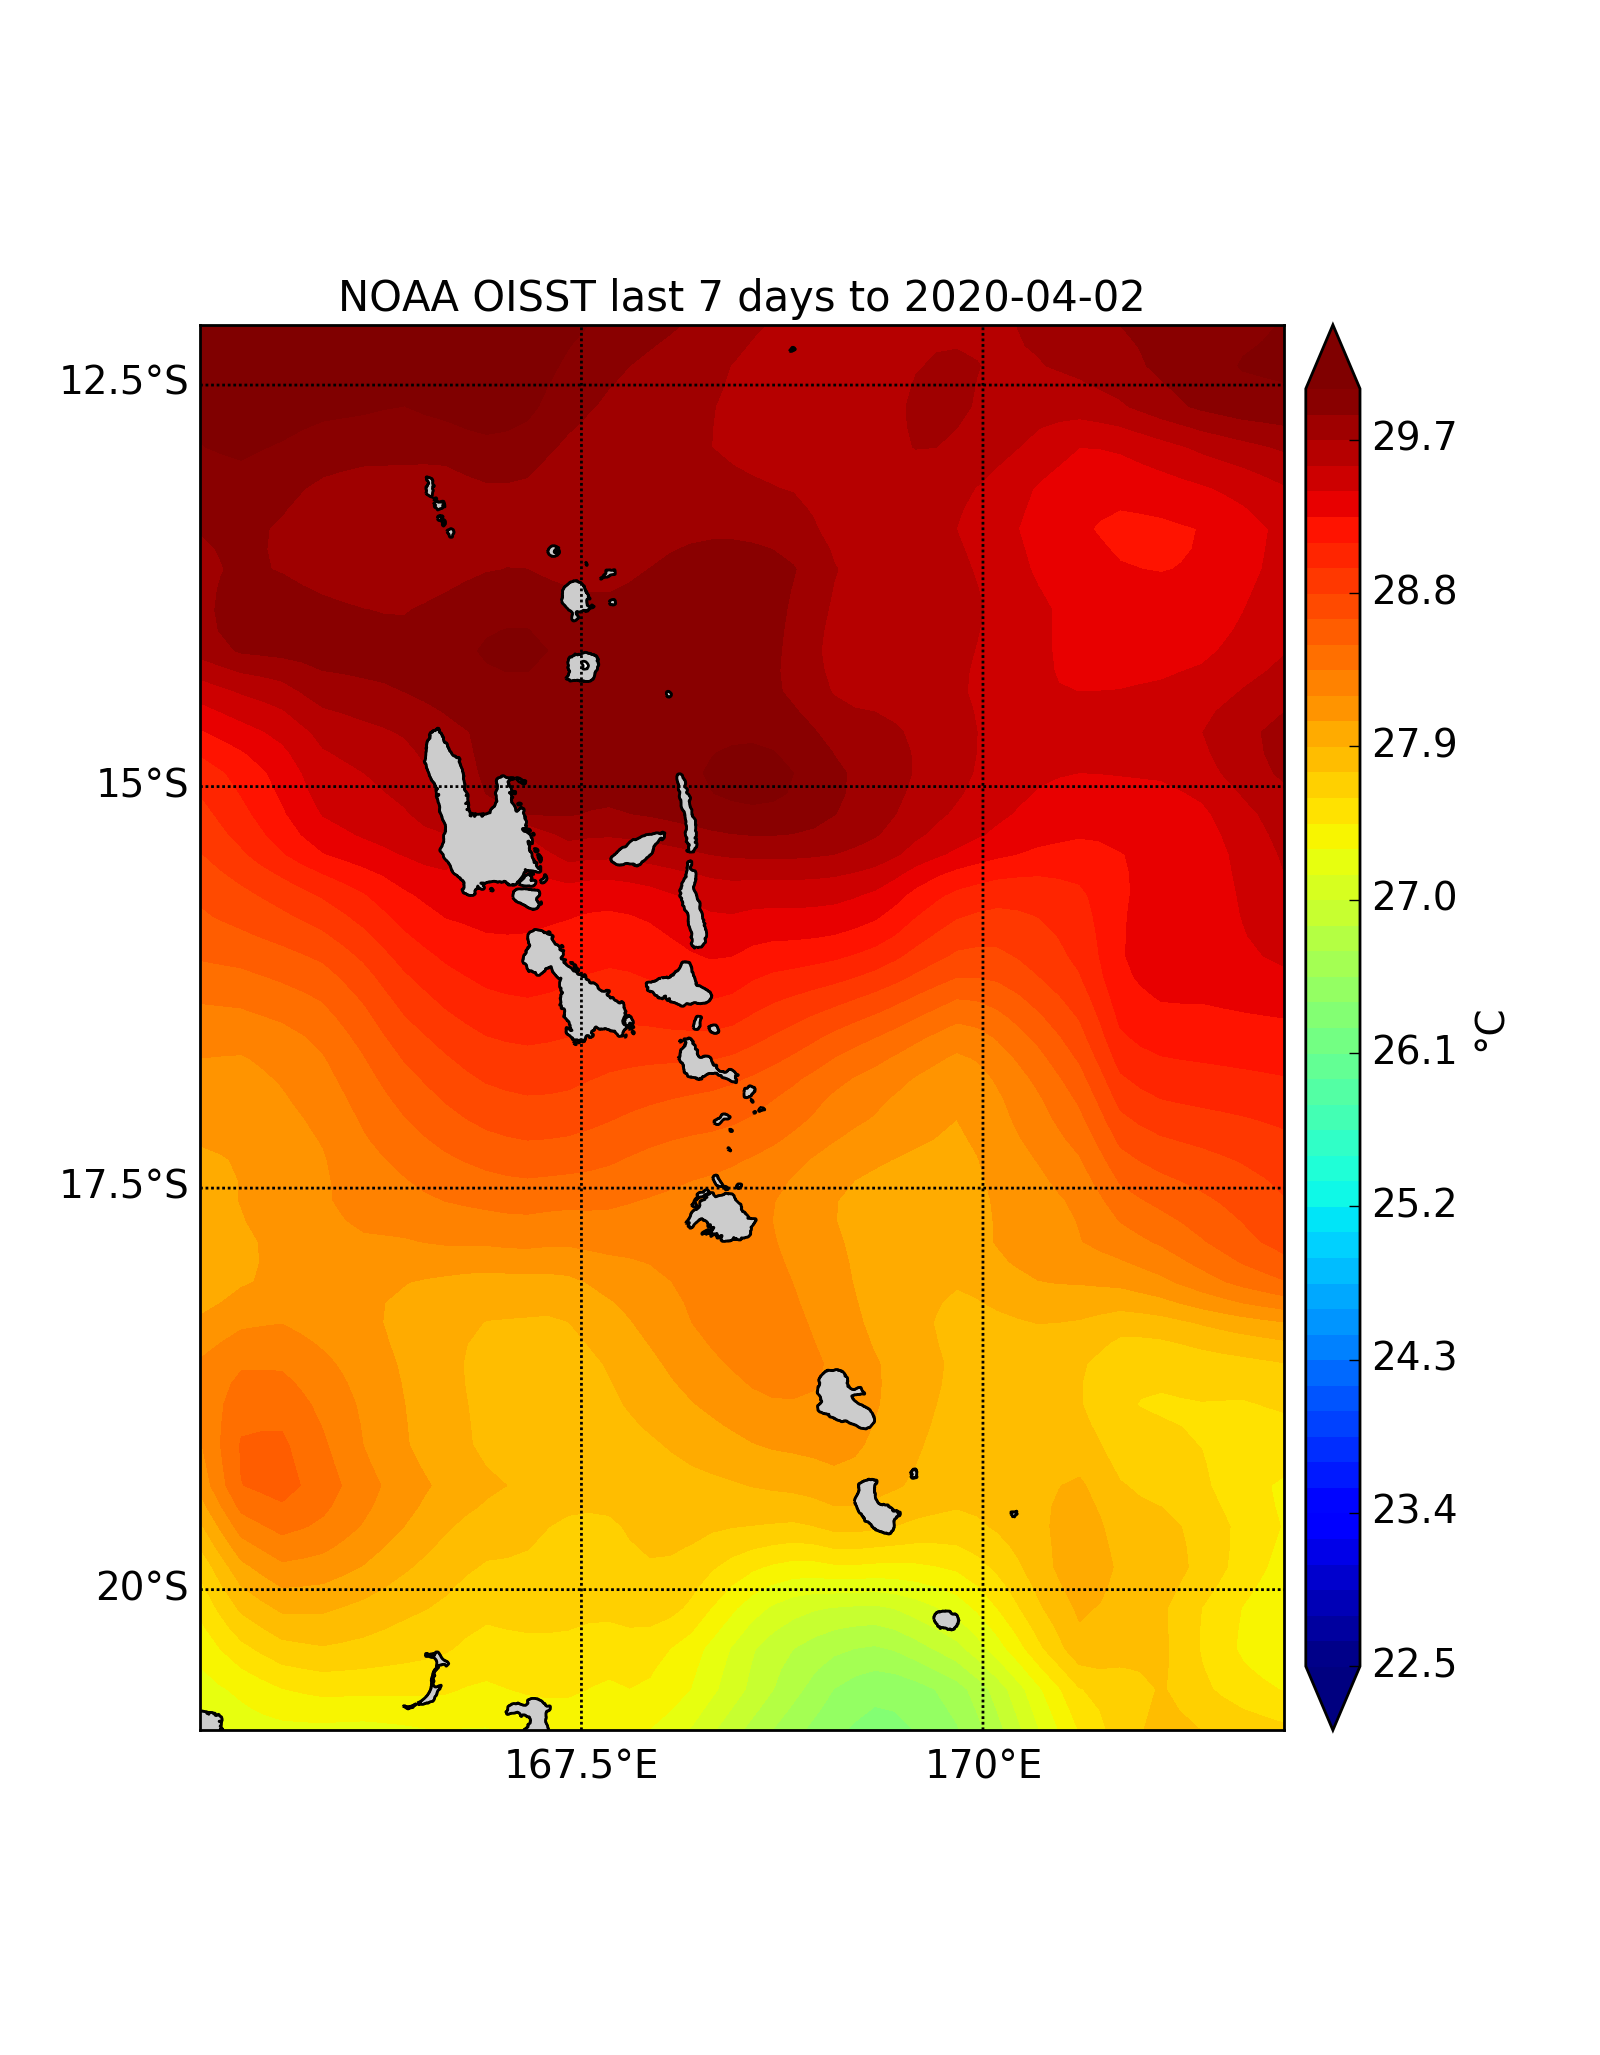 NOAA OISST last 7 days to 2020-04-02
12.5°S
15°S
17.5°S
20°S
167.5°E
170°E
29.7
28.8
27.9
27.0
26.1
25.2
24.3
23.4
22.5
°C